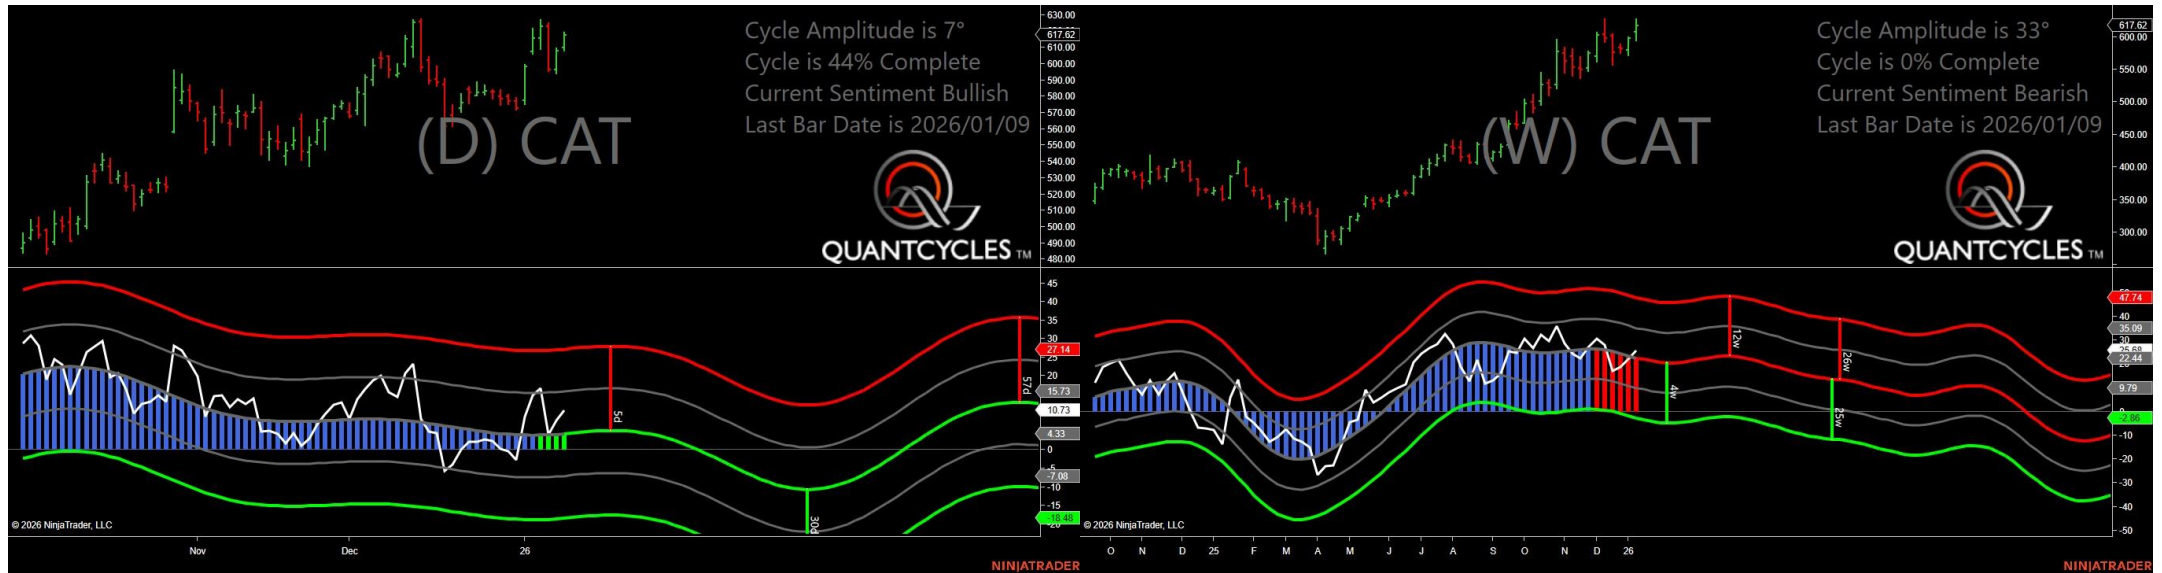 Cycle Amplitude is 7°
Cycle is 44% Complete
Current Sentiment Bullish
Last Bar Date is 2026/01/09
(D) CAT
QUANTCYCLES TM
630.00
617.62
610.00
600.00
590.00
580.00
570.00
560.00
550.00
540.00
530.00
520.00
510.00
500.00
490.00
480.00
45
40
35
30
27.14
25
20
15.73
10.73
4.33
0
-5
-7.08
-10
-15
-18.48
-20
5d
30d
57d
© 2026 NinjaTrader, LLC
Nov
Dec
26
NINJATRADER
Cycle Amplitude is 33°
Cycle is 0% Complete
Current Sentiment Bearish
Last Bar Date is 2026/01/09
(W) CAT
QUANTCYCLES TM
617.62
600.00
550.00
500.00
450.00
400.00
350.00
300.00
47.74
40
35.09
30
25.68
22.44
9.79
-2.86
-10
-20
-30
-40
-50
4w
12w
25w
26w
© 2026 NinjaTrader, LLC
O N D 25 F M A M J J A S O N D 26
NINJATRADER